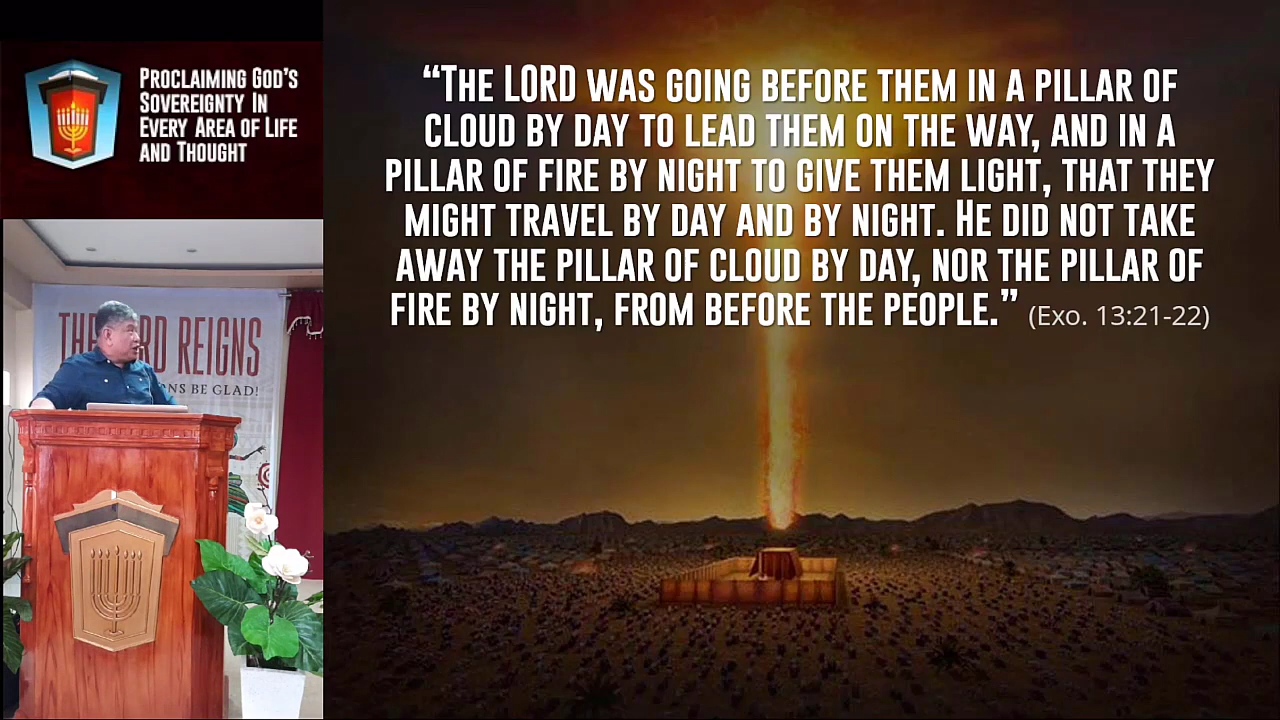 PROCLAIMING GOD'S
SOVEREIGNTY IN
EVERY AREA OF LIFE
AND THOUGHT
“THE LORD WAS GOING BEFORE THEM IN A PILLAR OF
CLOUD BY DAY TO LEAD THEM ON THE WAY, AND IN A
PILLAR OF FIRE BY NIGHT TO GIVE THEM LIGHT, THAT THEY
MIGHT TRAVEL BY DAY AND BY NIGHT. HE DID NOT TAKE
AWAY THE PILLAR OF CLOUD BY DAY, NOR THE PILLAR OF
FIRE BY NIGHT, FROM BEFORE THE PEOPLE.” (Exo. 13:21-22)
REIGNS
BE GLAD!